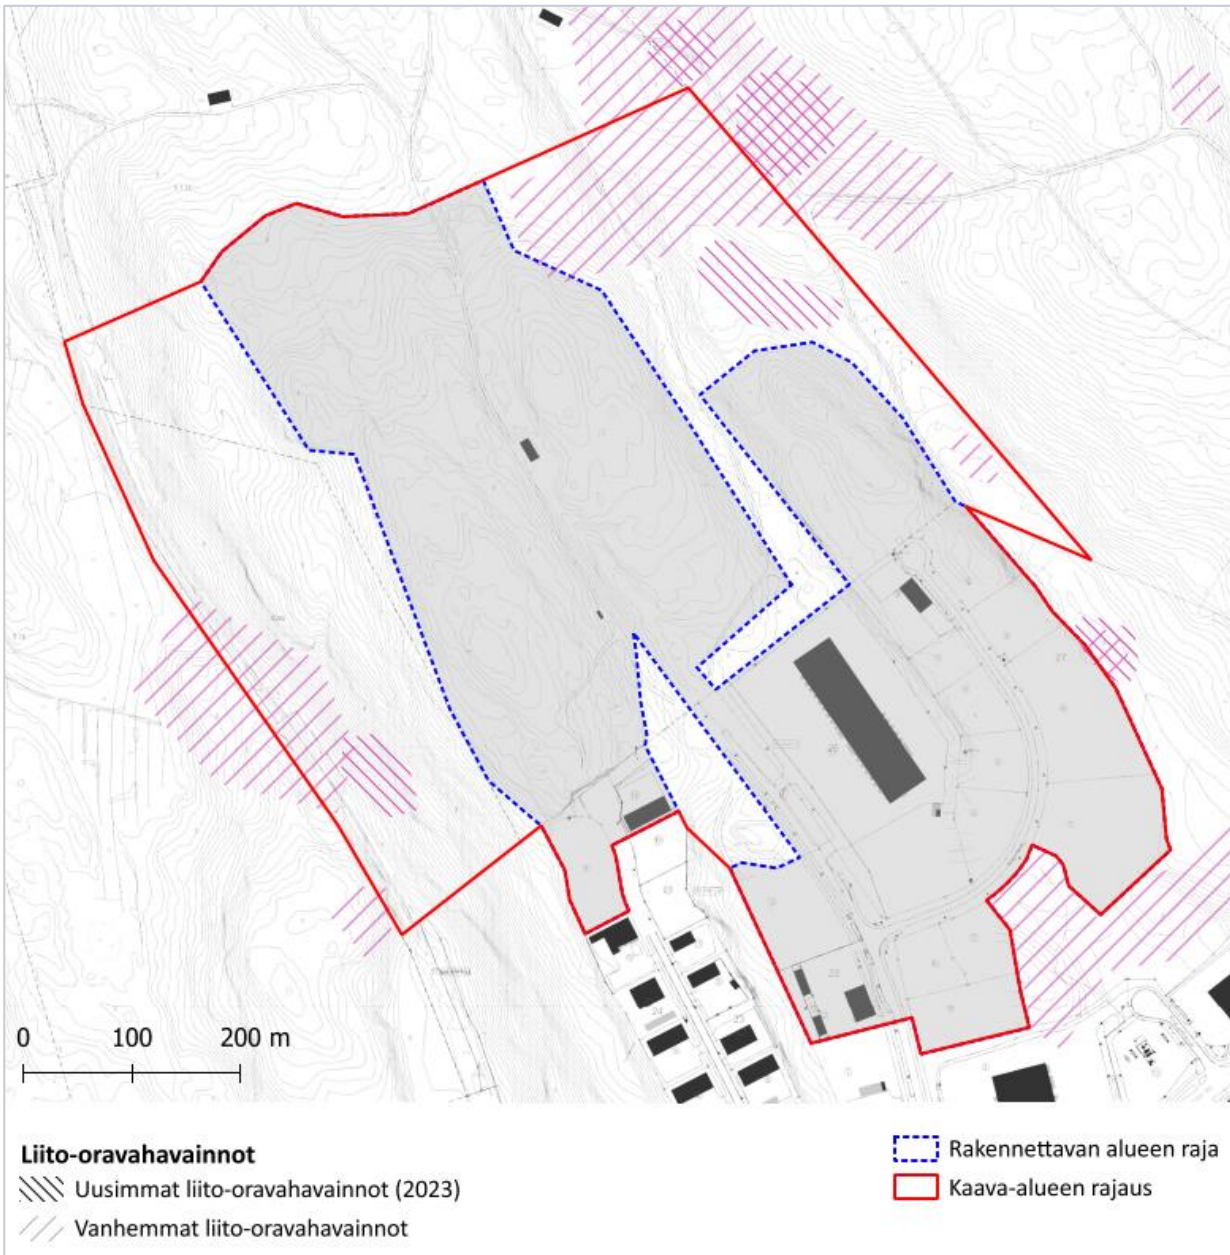 0 100 200 m
Liito-oravahavainnot
Uusimmat liito-oravahavainnot (2023)
Vanhemmat liito-oravahavainnot
Rakennettavan alueen raja
Kaava-alueen rajaus